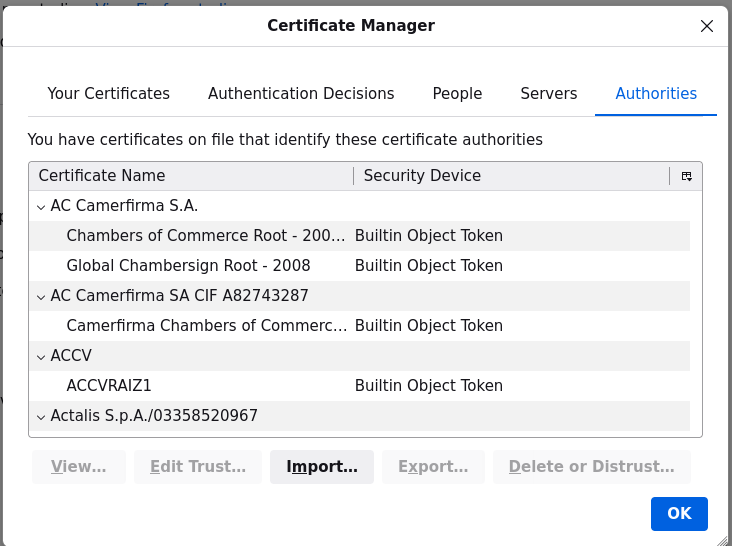 Certificate Manager
Your Certificates Authentication Decisions People Servers Authorities
You have certificates on file that identify these certificate authorities
Certificate Name Security Device
AC Camerfirma S.A.
Chambers of Commerce Root - 200… Builtin Object Token
Global Chambersign Root - 2008 Builtin Object Token
AC Camerfirma SA CIF A82743287
Camerfirma Chambers of Commerc… Builtin Object Token
ACCV
ACCVRAIZ1 Builtin Object Token
Actalis S.p.A./03358520967
View… Edit Trust… Import… Export… Delete or Distrust…
OK